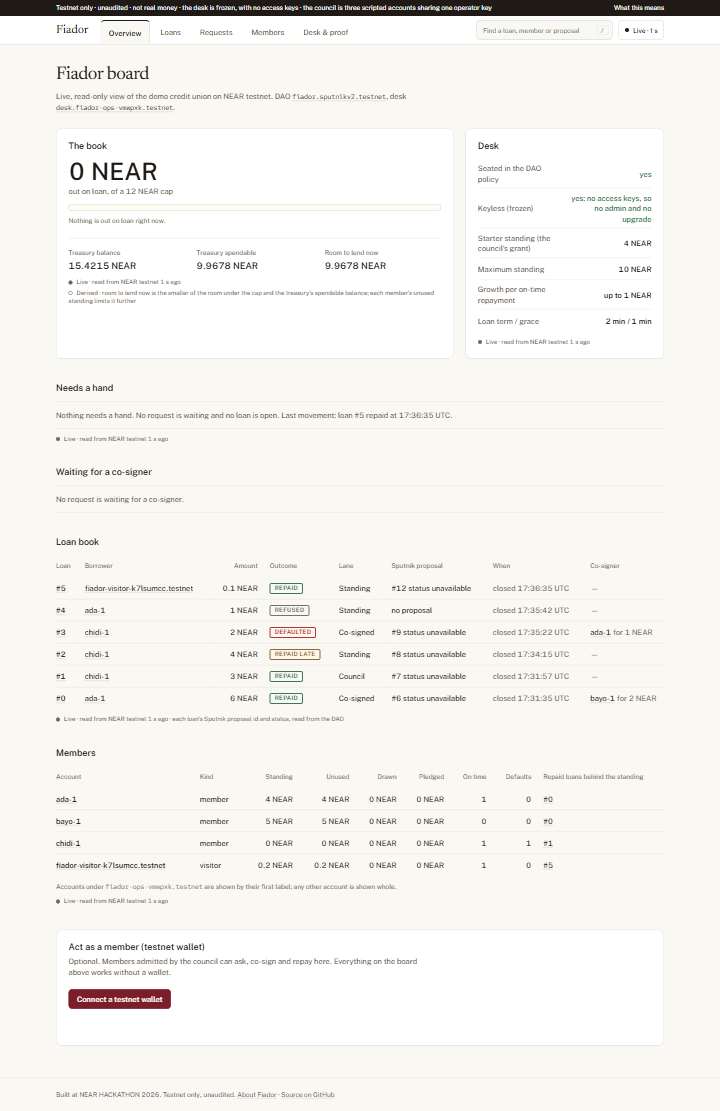 Testnet only · unaudited · not real money · the desk is frozen, with no access keys · the council is three scripted accounts sharing one operator key
What this means
Fiador
Overview
Loans
Requests
Members
Desk & proof
Find a loan, member or proposal
/
Live · 1 s
Fiador board
Live, read-only view of the demo credit union on NEAR testnet. DAO fiador.sputnikv2.testnet, desk
desk.fiador-ops-vmwpxk.testnet.
The book
0 NEAR
out on loan, of a 12 NEAR cap
Nothing is out on loan right now.
Treasury balance
Treasury spendable
Room to lend now
15.4215 NEAR
9.9678 NEAR
9.9678 NEAR
Live · read from NEAR testnet 1 s ago
Derived · room to lend now is the smaller of the room under the cap and the treasury's spendable balance; each member's unused
standing limits it further
Desk
Seated in the DAO
policy
yes
Keyless (frozen)
yes: no access keys, so
no admin and no
upgrade
Starter standing (the
council's grant)
4 NEAR
Maximum standing
10 NEAR
Growth per on-time
repayment
up to 1 NEAR
Loan term / grace
2 min / 1 min
Live · read from NEAR testnet 1 s ago
Needs a hand
Nothing needs a hand. No request is waiting and no loan is open. Last movement: loan #5 repaid at 17:36:35 UTC.
Live · read from NEAR testnet 1 s ago
Waiting for a co-signer
No request is waiting for a co-signer.
Loan book
Loan Borrower Amount Outcome Lane Sputnik proposal When Co-signer
#5 fiador-visitor-k7lsumcc.testnet 0.1 NEAR REPAID Standing #12 status unavailable closed 17:36:35 UTC —
#4 ada-1 1 NEAR REFUSED Standing no proposal closed 17:35:42 UTC —
#3 chidi-1 2 NEAR DEFAULTED Co-signed #9 status unavailable closed 17:35:22 UTC ada-1 for 1 NEAR
#2 chidi-1 4 NEAR REPAID LATE Standing #8 status unavailable closed 17:34:15 UTC —
#1 chidi-1 3 NEAR REPAID Council #7 status unavailable closed 17:31:57 UTC —
#0 ada-1 6 NEAR REPAID Co-signed #6 status unavailable closed 17:31:35 UTC bayo-1 for 2 NEAR
Live · read from NEAR testnet 1 s ago · each loan's Sputnik proposal id and status, read from the DAO
Members
Account Kind Standing Unused Drawn Pledged On time Defaults Repaid loans behind the standing
ada-1 member 4 NEAR 4 NEAR 0 NEAR 0 NEAR 1 0 #0
bayo-1 member 5 NEAR 5 NEAR 0 NEAR 0 NEAR 0 0 #0
chidi-1 member 0 NEAR 0 NEAR 0 NEAR 0 NEAR 1 1 #1
fiador-visitor-k7lsumcc.testnet visitor 0.2 NEAR 0.2 NEAR 0 NEAR 0 NEAR 1 0 #5
Accounts under fiador-ops-vmwpxk.testnet are shown by their first label; any other account is shown whole.
Live · read from NEAR testnet 1 s ago
Act as a member (testnet wallet)
Optional. Members admitted by the council can ask, co-sign and repay here. Everything on the board
above works without a wallet.
Connect a testnet wallet
Built at NEAR HACKATHON 2026. Testnet only, unaudited. About Fiador · Source on GitHub